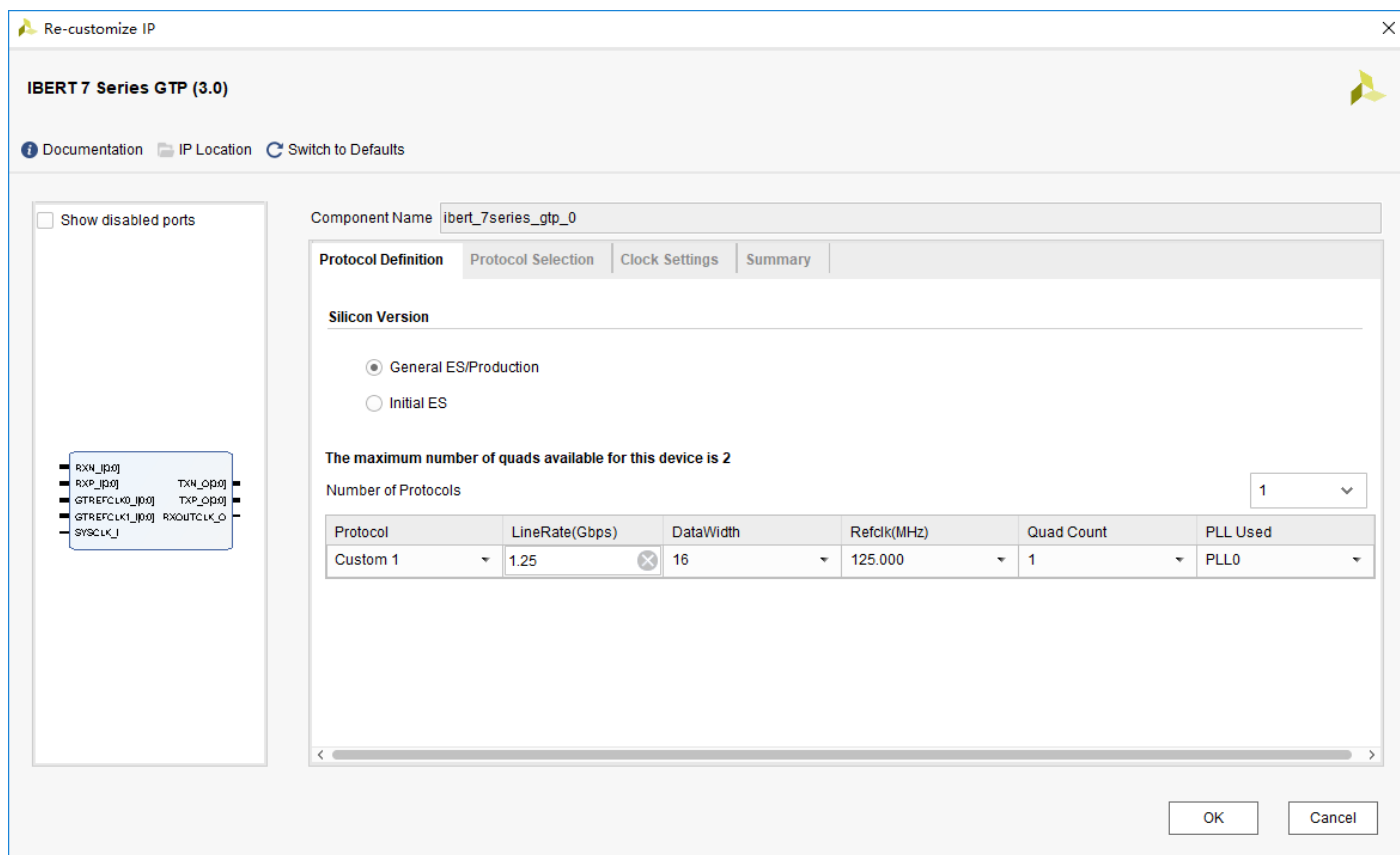 Re-customize IP
IBERT 7 Series GTP (3.0)
Documentation IP Location Switch to Defaults
Show disabled ports
RXN_I[0:0]
RXP_I[0:0] TXN_O[0:0]
GTREFCLK0_I[0:0] TXP_O[0:0]
GTREFCLK1_I[0:0] RXOUTCLK_O
SYSCLK_I
Component Name ibert_7series_gtp_0
Protocol Definition Protocol Selection Clock Settings Summary
Silicon Version
General ES/Production
Initial ES
The maximum number of quads available for this device is 2
Number of Protocols 1
Protocol LineRate(Gbps) DataWidth Refclk(MHz) Quad Count PLL Used
Custom 1 1.25 16 125.000 1 PLL0
OK Cancel